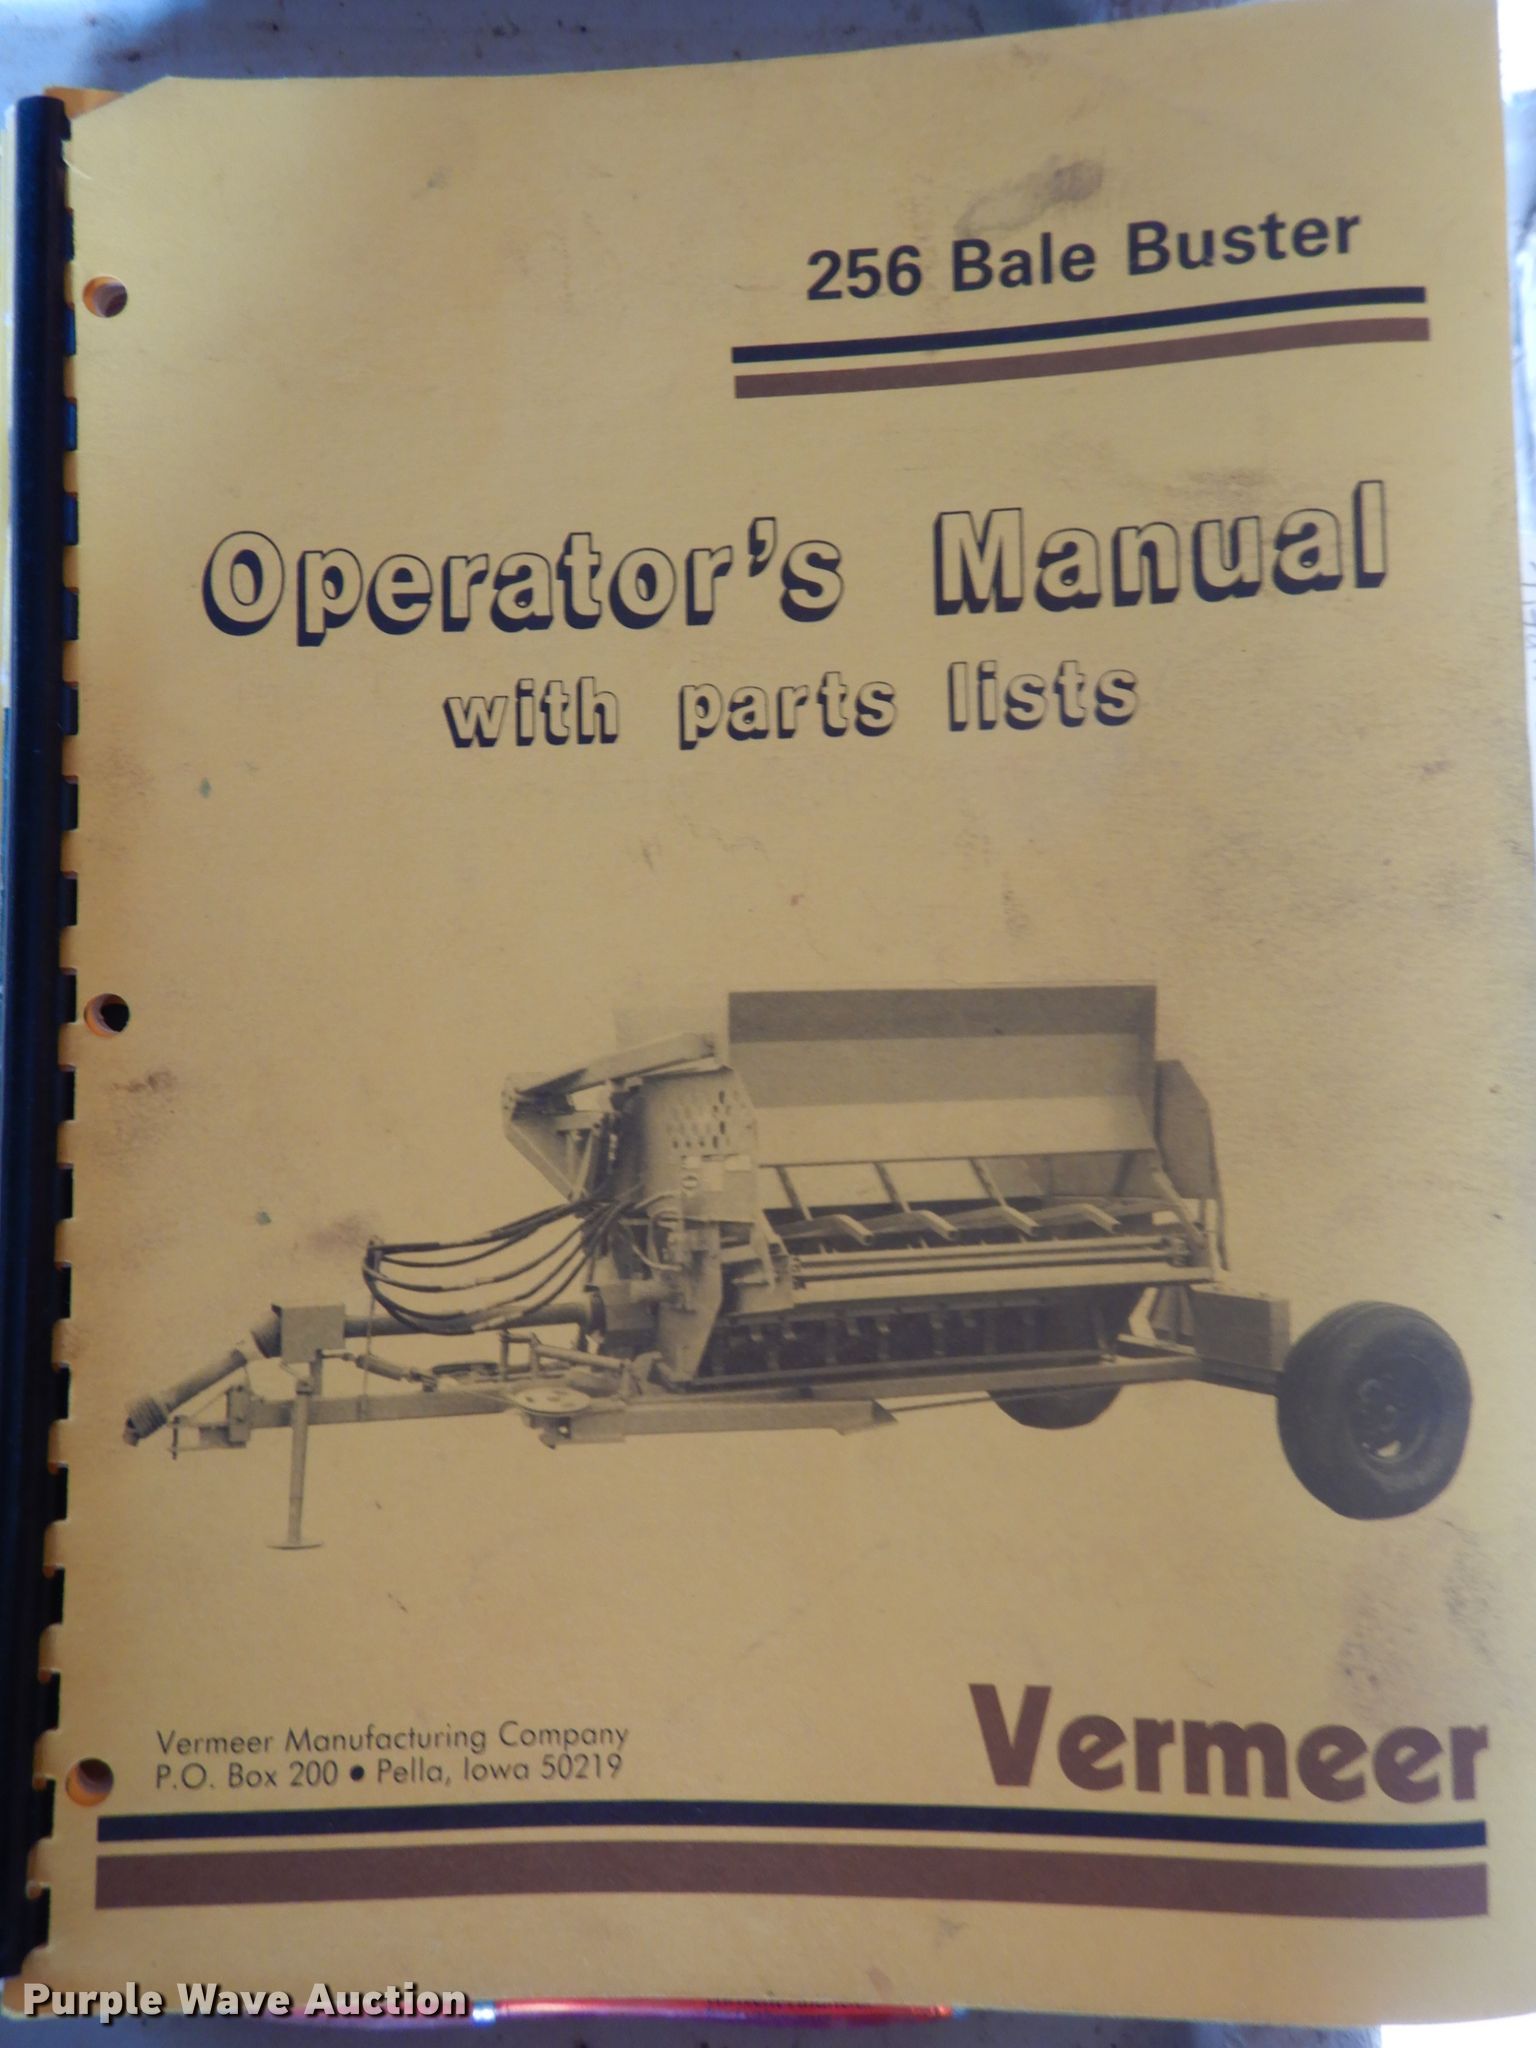 256 Bale Buster
Operator's Manual
with parts lists
Vermeer Manufacturing Company
P.O. Box 200 • Pella, Iowa 50219
Vermeer
Purple Wave Auction